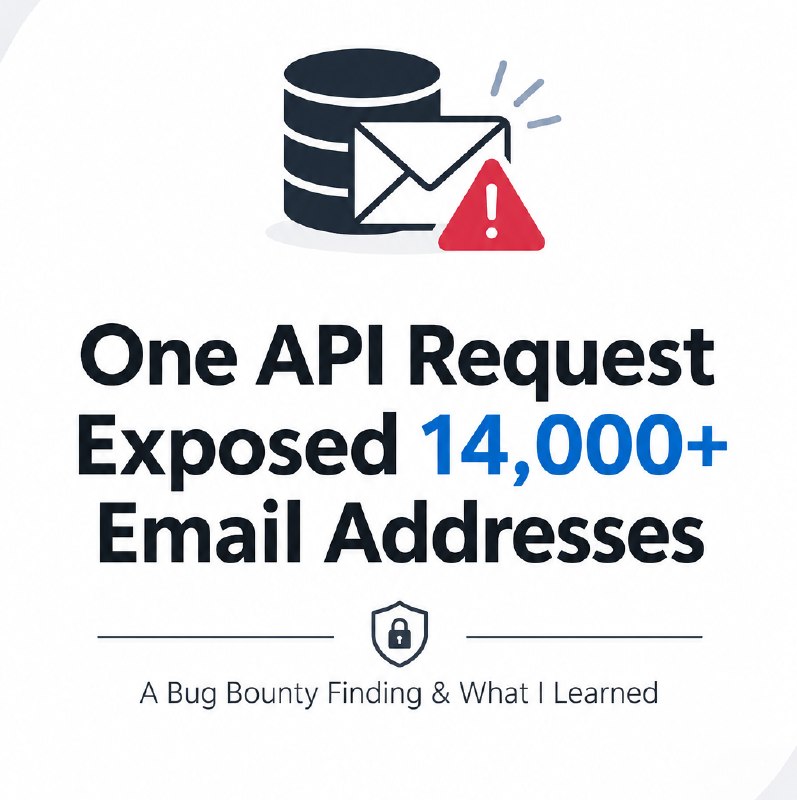 One API Request
Exposed 14,000+
Email Addresses
A Bug Bounty Finding & What I Learned